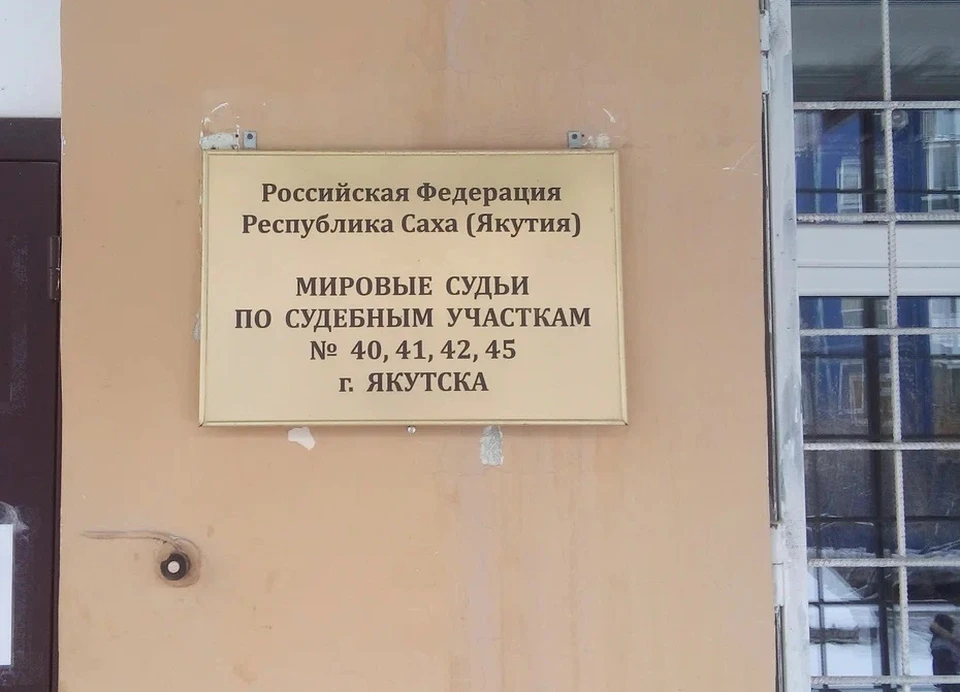 Российская Федерация
Республика Саха (Якутия)
МИРОВЫЕ СУДЬИ
ПО СУДЕБНЫМ УЧАСТКАМ
№ 40, 41, 42, 45
г. ЯКУТСКА